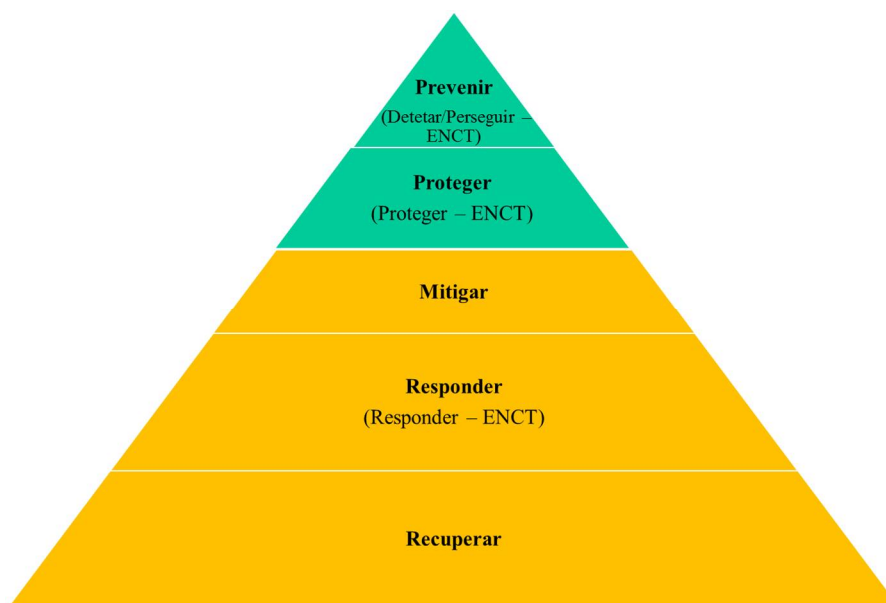 Prevenir
(Detetar/Perseguir – 
ENCT)
Proteger
(Proteger – ENCT)
Mitigar
Responder
(Responder – ENCT)
Recuperar